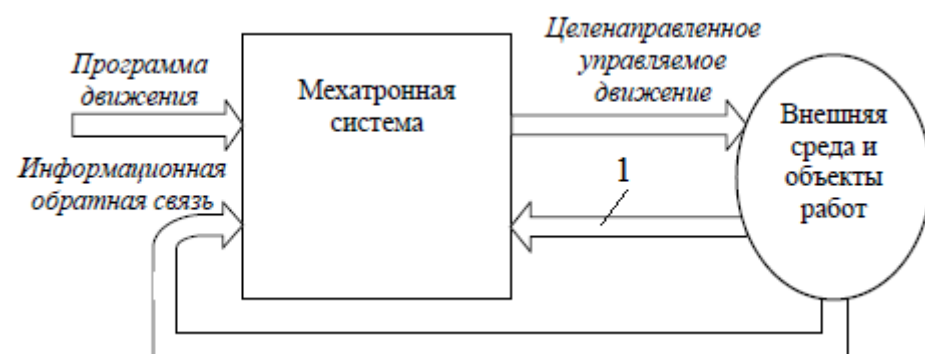 Программа
движения
Информационная
обратная связь
Мехатронная
система
Целенаправленное
управляемое
движение
1
Внешняя
среда и
объекты
работ